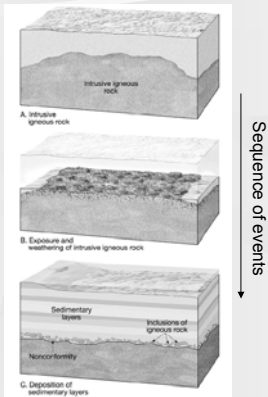 Intrusive igneous
rock
A. Intrusive
igneous rock
B. Exposure and
weathering of intrusive igneous rock
Sedimentary
layers
Inclusions of
igneous rock
Nonconformity
C. Deposition of
sedimentary layers
Sequence of events